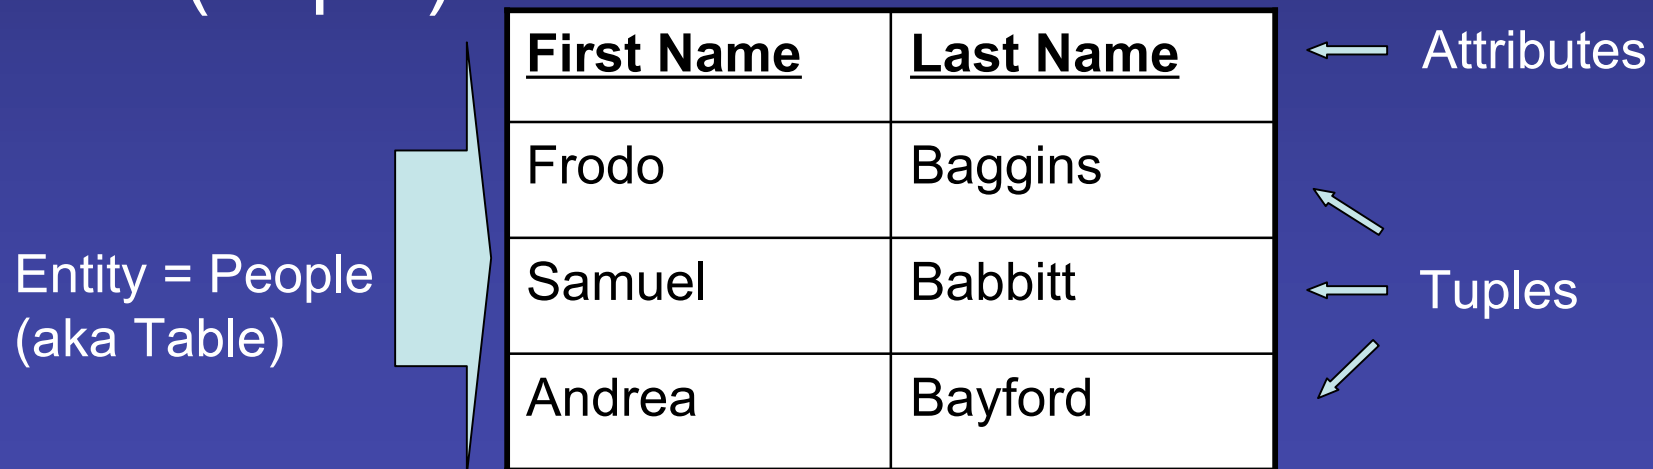 First Name Last Name Attributes
Frodo Baggins
Entity = People Samuel Babbitt Tuples
(aka Table)
Andrea Bayford